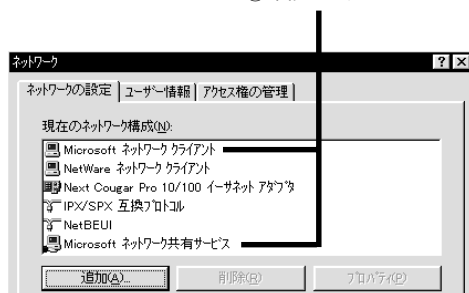 ネットワーク
ネットワークの設定 ユーザー情報 アクセス権の管理
現在のネットワーク構成(N):
Microsoft ネットワーク クライアント
NetWare ネットワーク クライアント
Next Cougar Pro 10/100 イーサネット アダプタ
IPX/SPX 互換プロトコル
NetBEUI
Microsoft ネットワーク共有サービス
追加(A)... 削除(R) プロパティ(P)